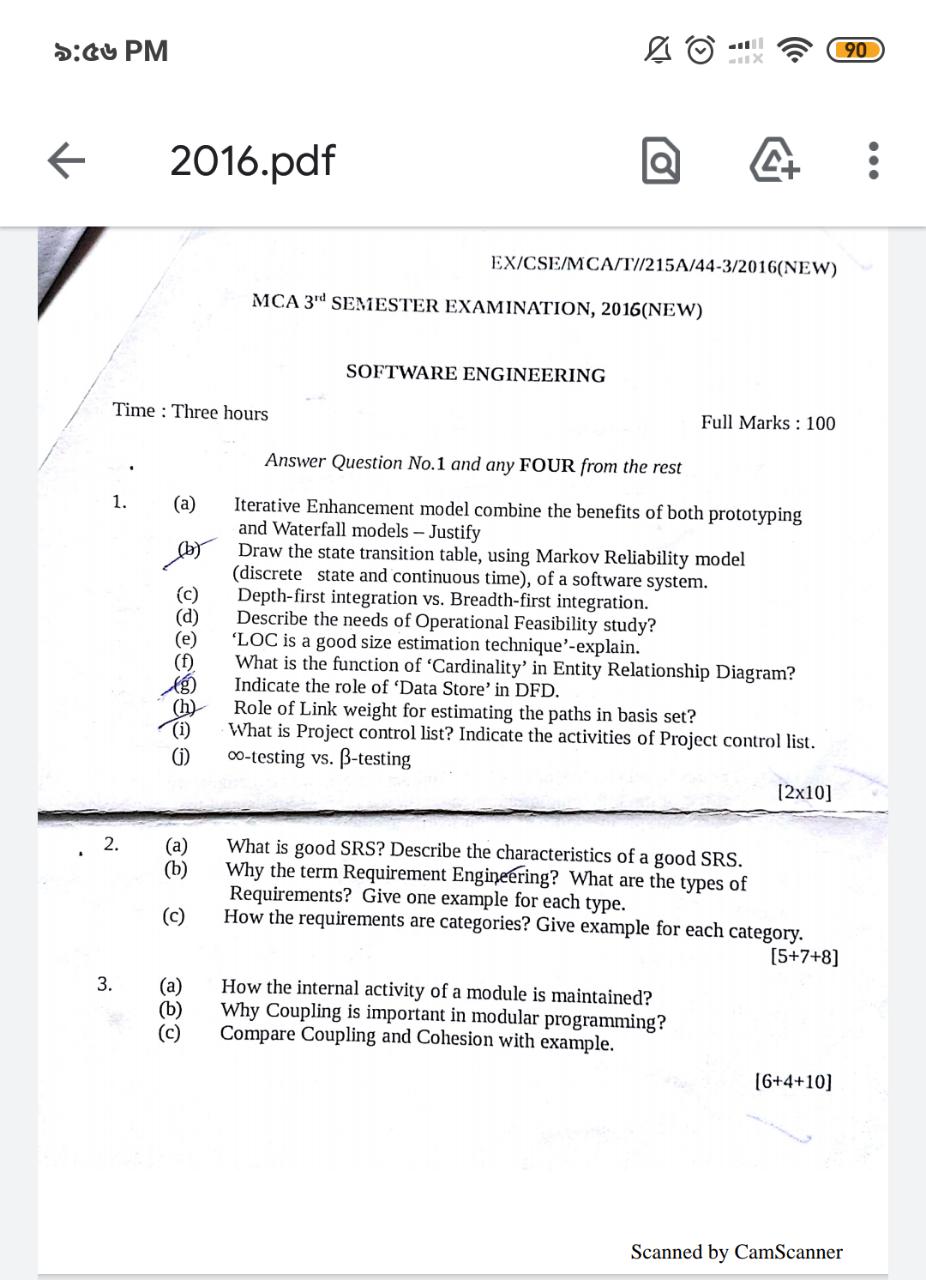 ৯:৫৬ PM
90
2016.pdf
EX/CSE/MCA/T//215A/44-3/2016(NEW)
MCA 3rd SEMESTER EXAMINATION, 2016(NEW)
SOFTWARE ENGINEERING
Time : Three hours
Full Marks : 100
Answer Question No.1 and any FOUR from the rest
1. (a) Iterative Enhancement model combine the benefits of both prototyping
and Waterfall models – Justify
(b) Draw the state transition table, using Markov Reliability model
(discrete state and continuous time), of a software system.
(c) Depth-first integration vs. Breadth-first integration.
(d) Describe the needs of Operational Feasibility study?
(e) ‘LOC is a good size estimation technique’-explain.
(f) What is the function of ‘Cardinality’ in Entity Relationship Diagram?
(g) Indicate the role of ‘Data Store’ in DFD.
(h) Role of Link weight for estimating the paths in basis set?
(i) What is Project control list? Indicate the activities of Project control list.
(j) ∞-testing vs. β-testing
[2x10]
2. (a) What is good SRS? Describe the characteristics of a good SRS.
(b) Why the term Requirement Engineering? What are the types of
Requirements? Give one example for each type.
(c) How the requirements are categories? Give example for each category.
[5+7+8]
3. (a) How the internal activity of a module is maintained?
(b) Why Coupling is important in modular programming?
(c) Compare Coupling and Cohesion with example.
[6+4+10]
Scanned by CamScanner